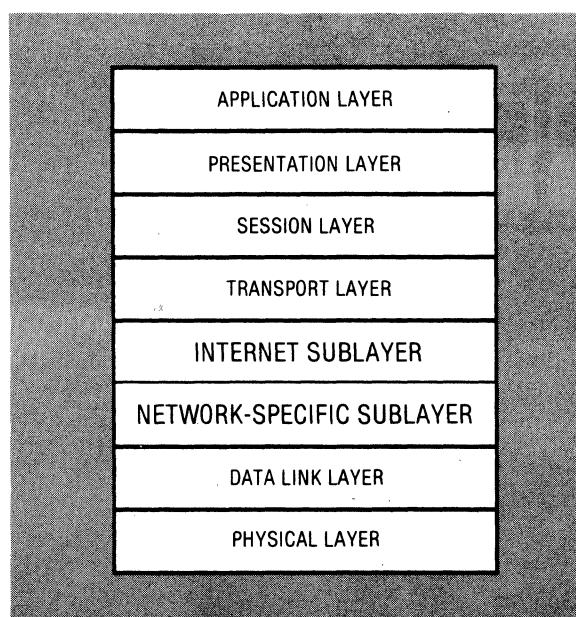 APPLICATION LAYER
PRESENTATION LAYER
SESSION LAYER
TRANSPORT LAYER
INTERNET SUBLAYER
NETWORK-SPECIFIC SUBLAYER
DATA LINK LAYER
PHYSICAL LAYER